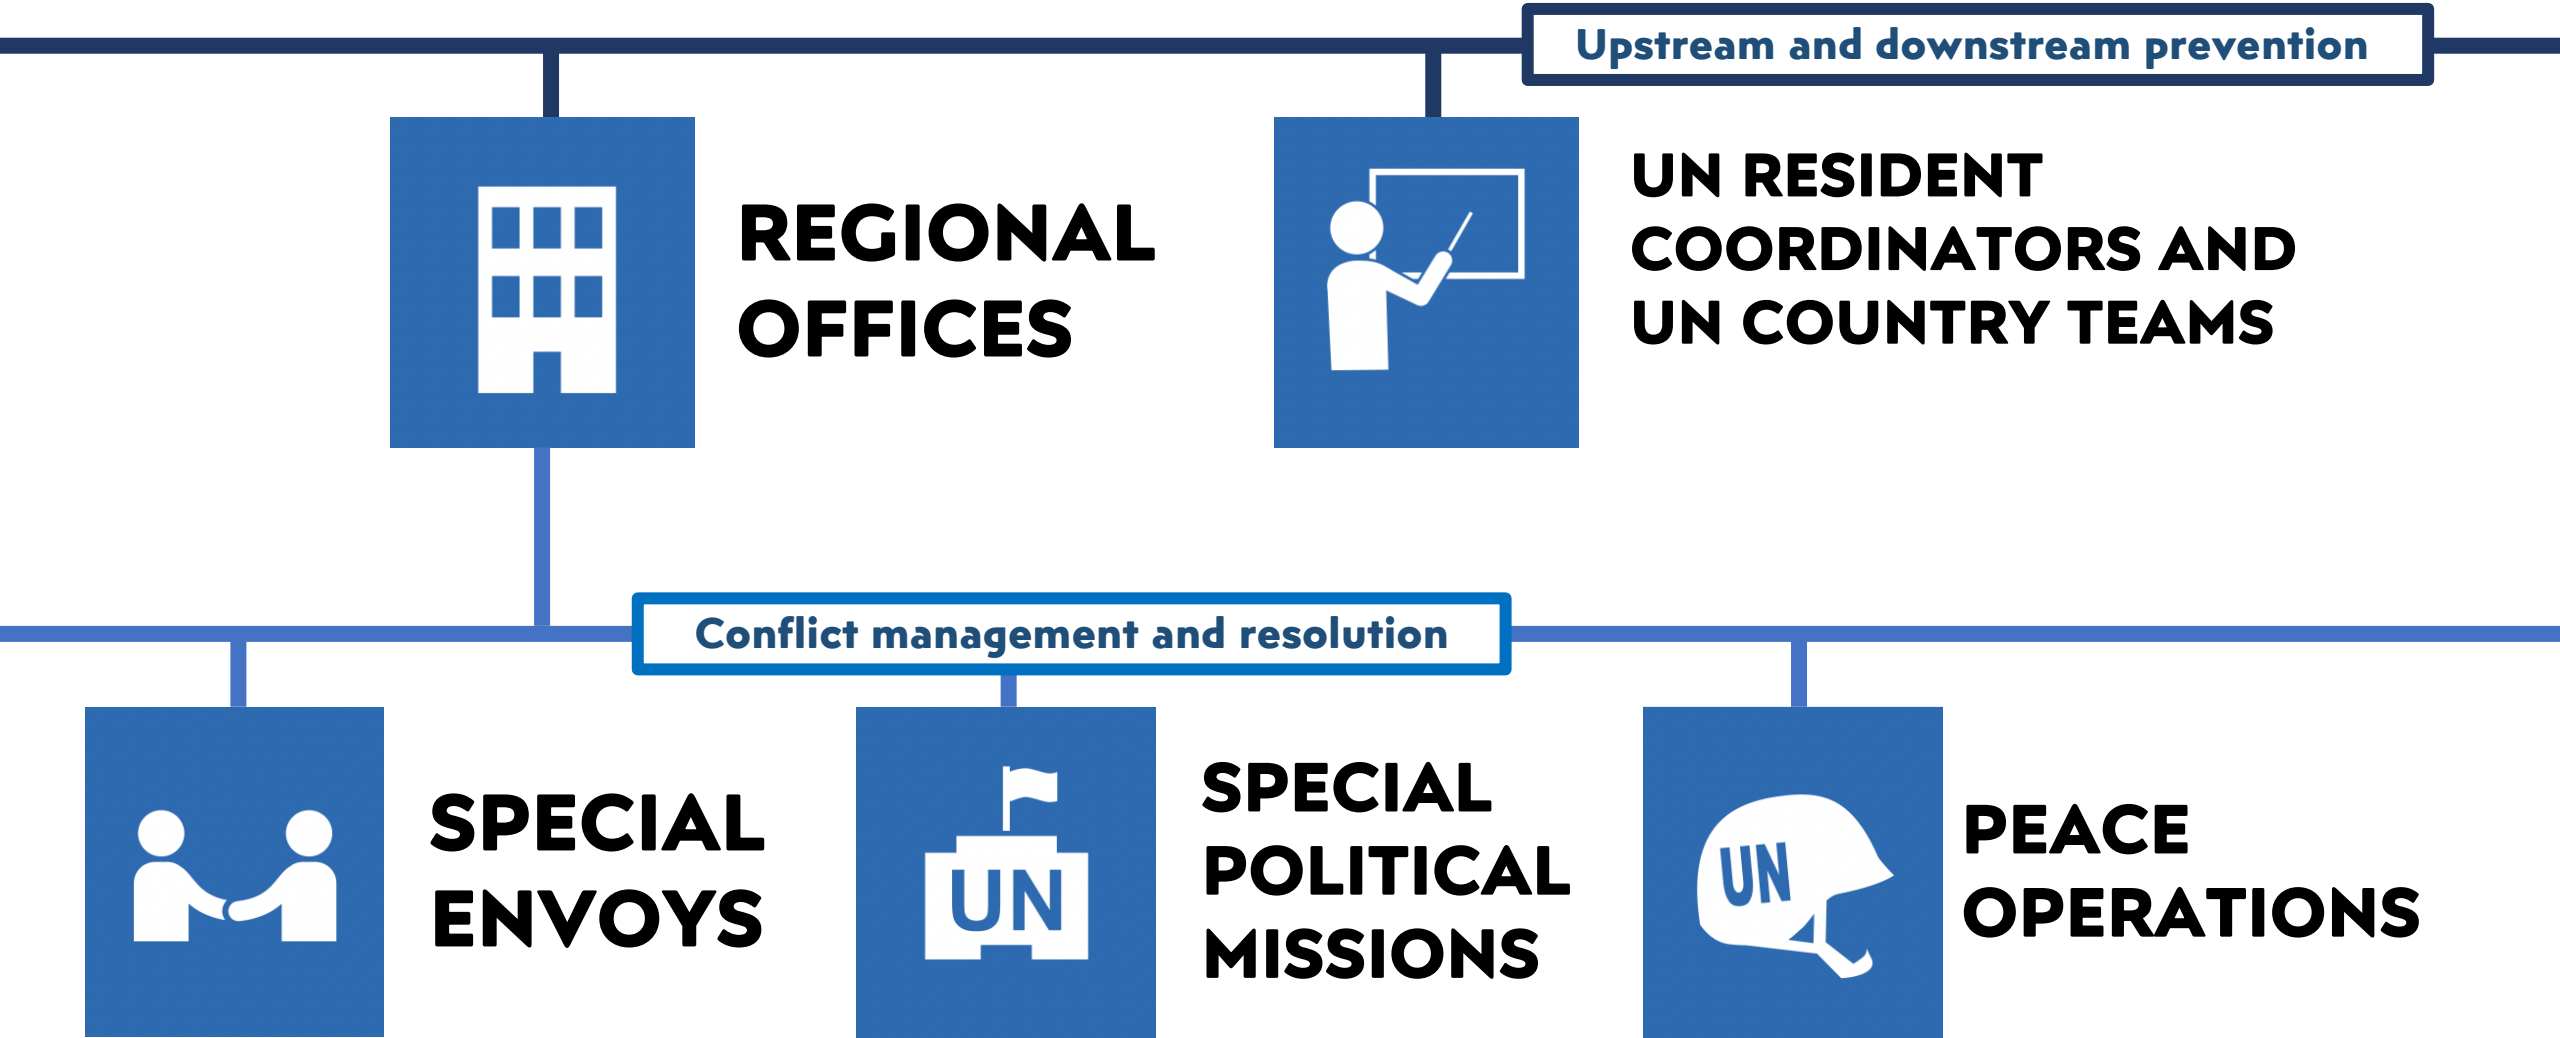 Upstream and downstream prevention
REGIONAL
OFFICES
UN RESIDENT
COORDINATORS AND
UN COUNTRY TEAMS
Conflict management and resolution
SPECIAL
ENVOYS
UN
SPECIAL
POLITICAL
MISSIONS
UN
PEACE
OPERATIONS